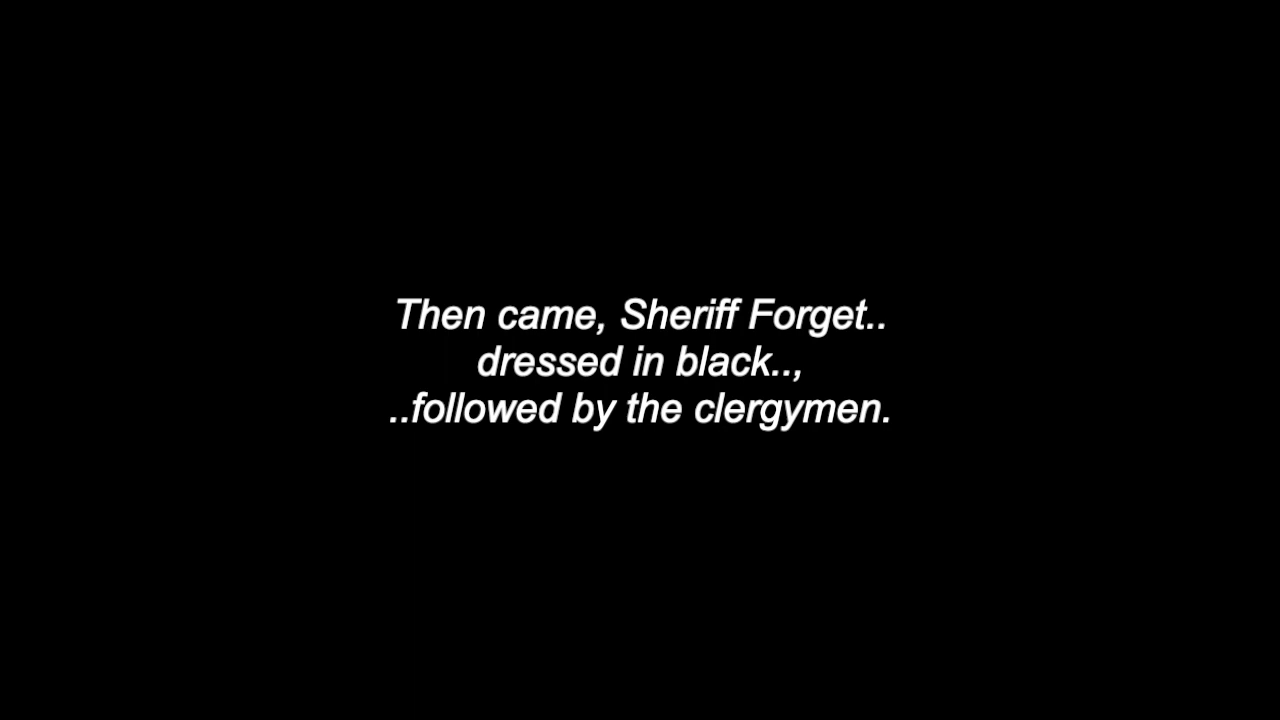 Then came, Sheriff Forget..
dressed in black..,
..followed by the clergymen.